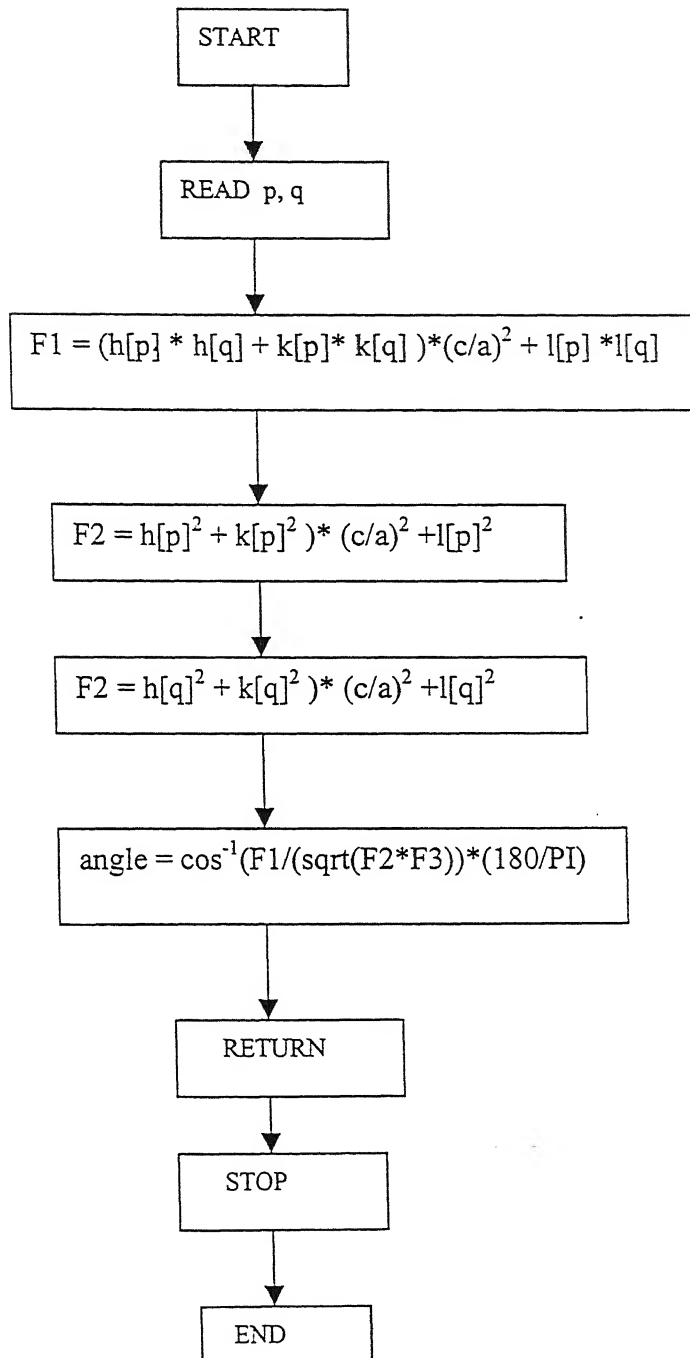 START
READ p, q
F1 = (h[p] * h[q] + k[p]* k[q] )*(c/a)² + l[p] *l[q]
F2 = h[p]² + k[p]² )* (c/a)² +l[p]²
F2 = h[q]² + k[q]² )* (c/a)² +l[q]²
angle = cos⁻¹(F1/(sqrt(F2*F3))*(180/PI)
RETURN
STOP
END